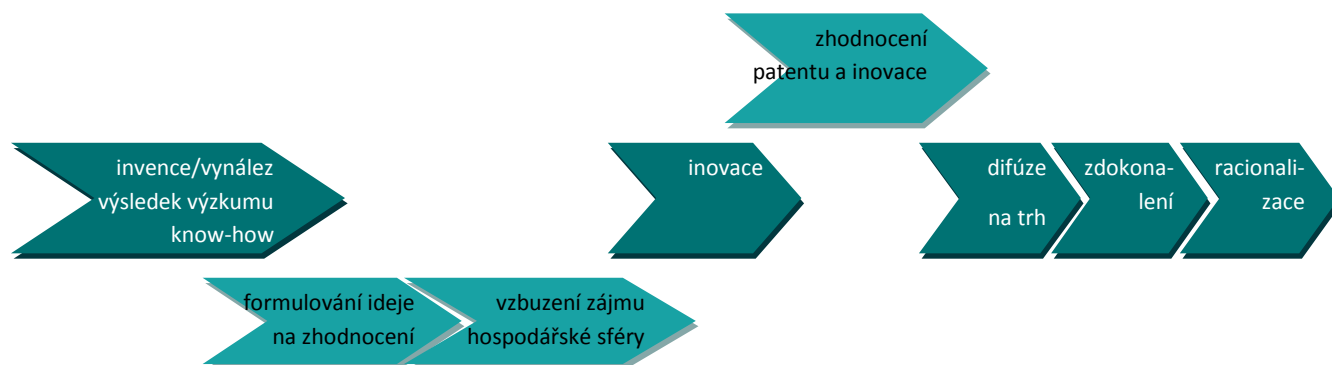 zhodnocení
patentu a inovace
invence/vynález
výsledek výzkumu
know-how
inovace
difúze
na trh
zdokona-
lení
racionali-
zace
formulování ideje
na zhodnocení
vzbuzení zájmu
hospodářské sféry